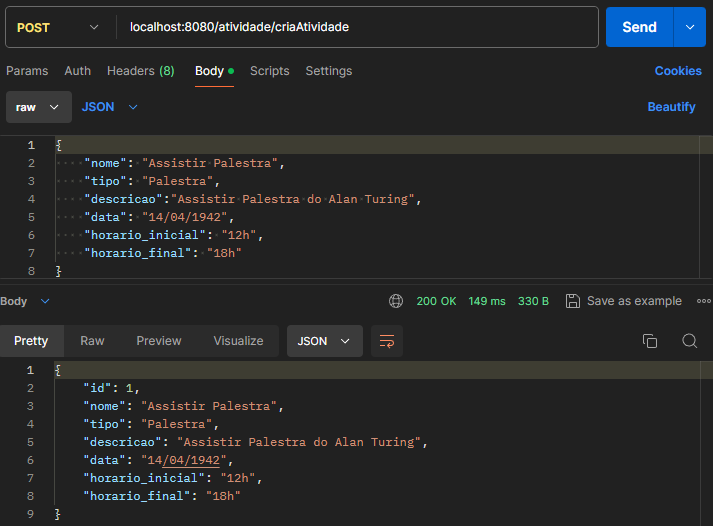 POST localhost:8080/atividade/criaAtividade Send
Params Auth Headers (8) Body Scripts Settings Cookies
raw JSON Beautify
1 {
2 "nome": "Assistir Palestra",
3 "tipo": "Palestra",
4 "descricao":"Assistir Palestra do Alan Turing",
5 "data": "14/04/1942",
6 "horario_inicial": "12h",
7 "horario_final": "18h"
8 }
Body 200 OK 149 ms 330 B Save as example
Pretty Raw Preview Visualize JSON
1 {
2 "id": 1,
3 "nome": "Assistir Palestra",
4 "tipo": "Palestra",
5 "descricao": "Assistir Palestra do Alan Turing",
6 "data": "14/04/1942",
7 "horario_inicial": "12h",
8 "horario_final": "18h"
9 }